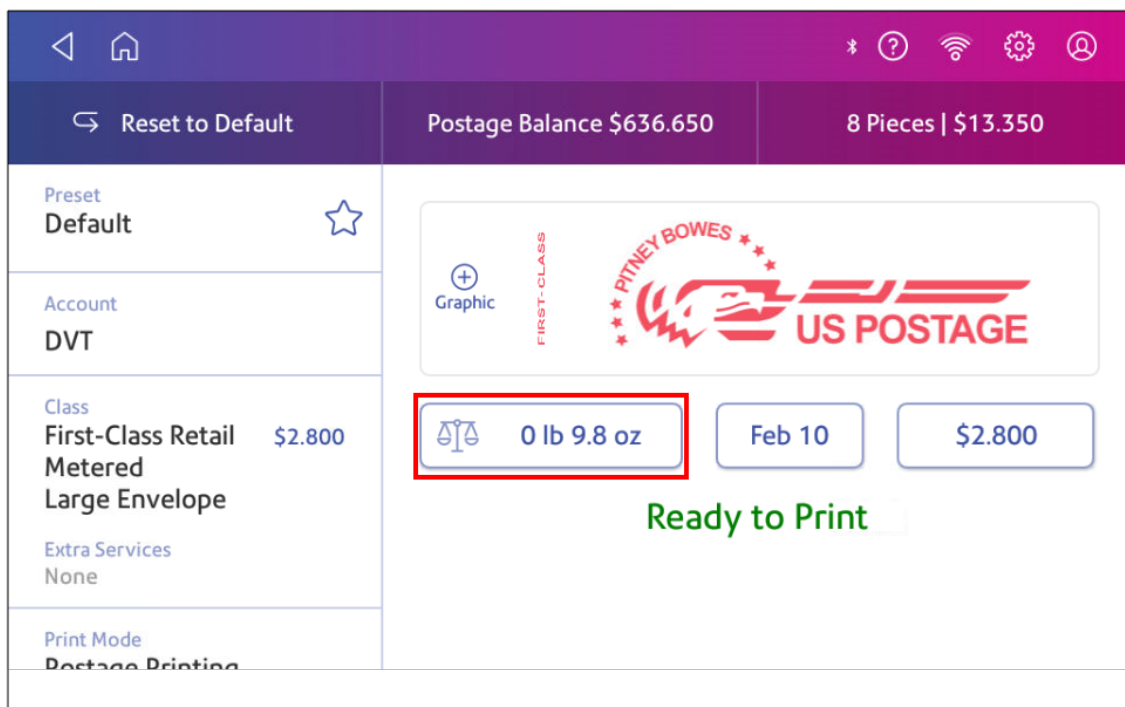 Reset to Default
Postage Balance $636.650
8 Pieces | $13.350
Preset
Default
Account
DVT
Class
First-Class Retail $2.800
Metered
Large Envelope
Extra Services
None
Print Mode
Postage Printing
Graphic
FIRST-CLASS
PITNEY BOWES
US POSTAGE
0 lb 9.8 oz
Feb 10
$2.800
Ready to Print